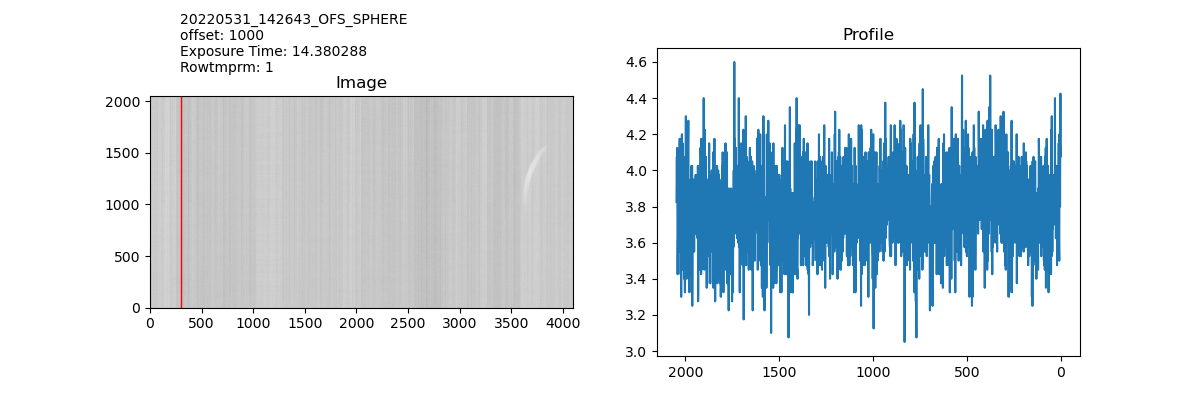 20220531_142643_OFS_SPHERE
offset: 1000
Exposure Time: 14.380288
Rowtmprm: 1
Image
2000
1500
1000
500
0
0 500 1000 1500 2000 2500 3000 3500 4000
Profile
4.6
4.4
4.2
4.0
3.8
3.6
3.4
3.2
3.0
2000 1500 1000 500 0